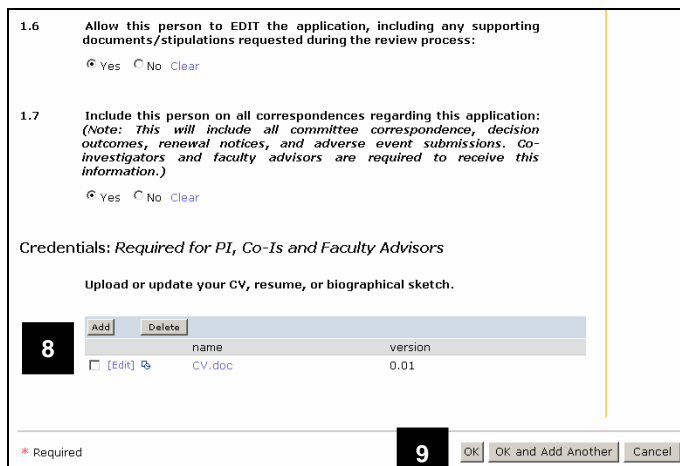 1.6 Allow this person to EDIT the application, including any supporting
documents/stipulations requested during the review process:
Yes No Clear
1.7 Include this person on all correspondences regarding this application:
(Note: This will include all committee correspondence, decision
outcomes, renewal notices, and adverse event submissions. Co-
investigators and faculty advisors are required to receive this
information.)
Yes No Clear
Credentials: Required for PI, Co-Is and Faculty Advisors
Upload or update your CV, resume, or biographical sketch.
Add Delete
8
name version
[Edit] CV.doc 0.01
* Required 9 OK OK and Add Another Cancel